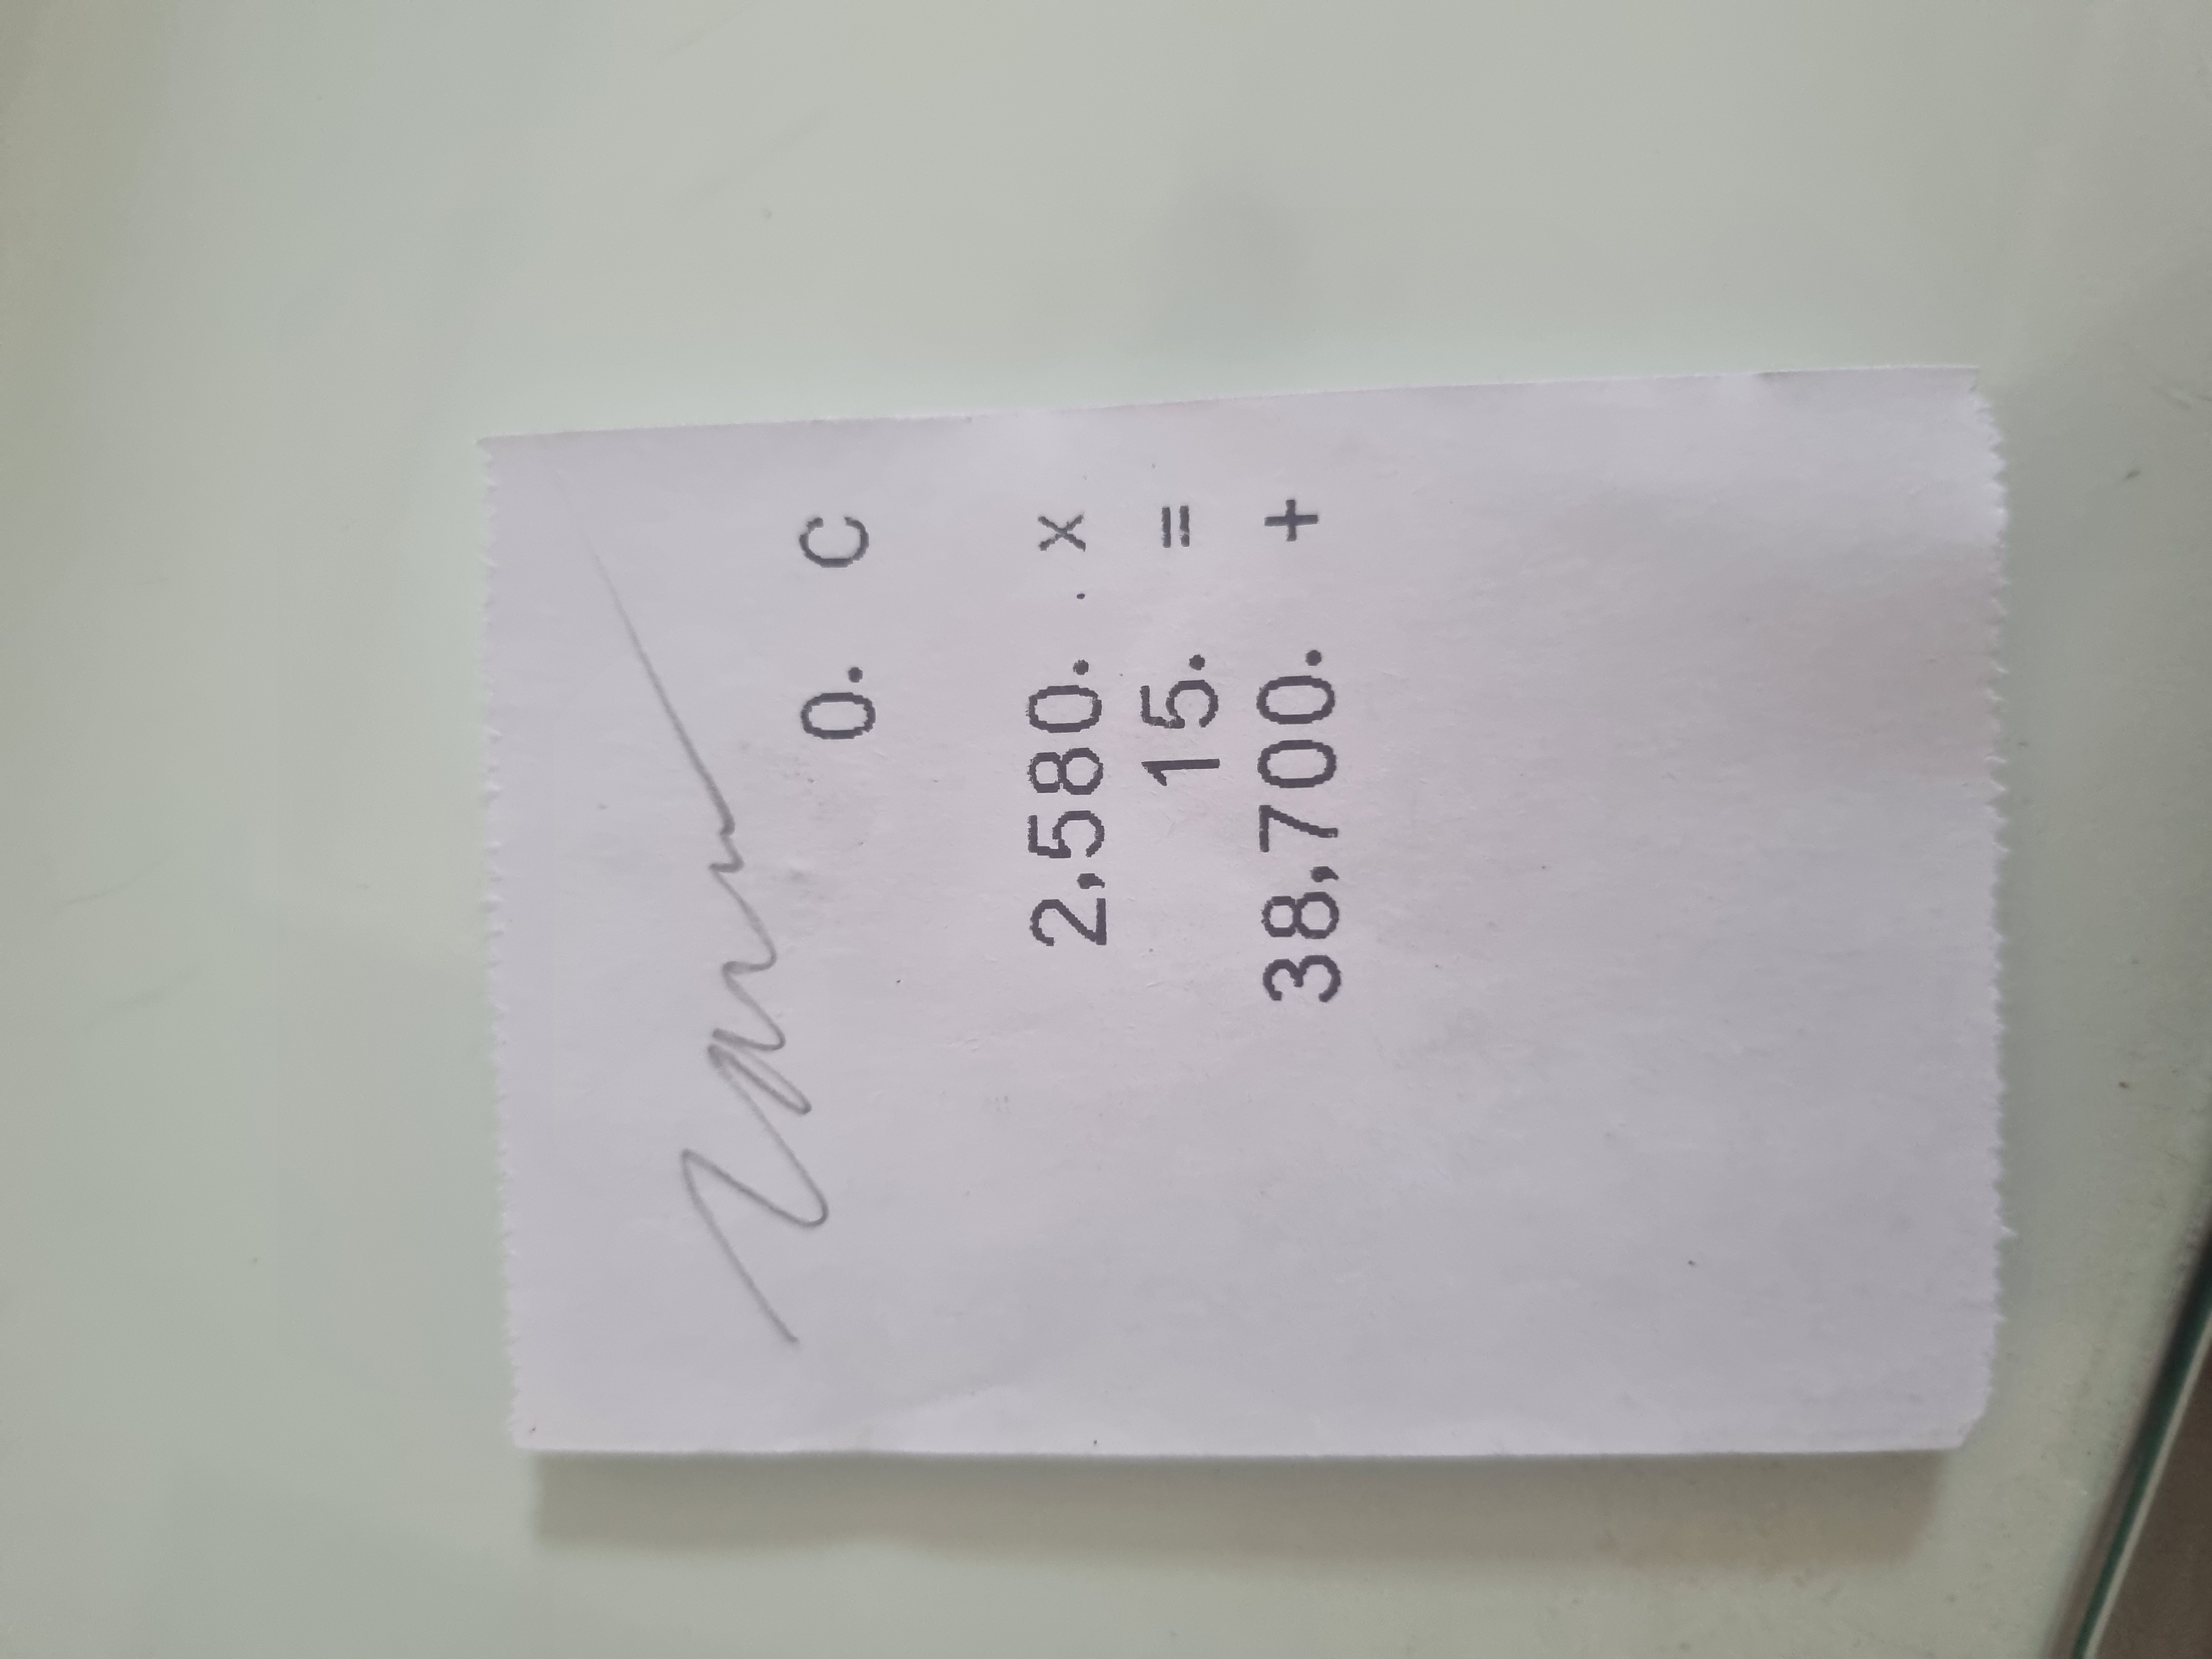 0. C
2,580. x
15. =
38,700. +